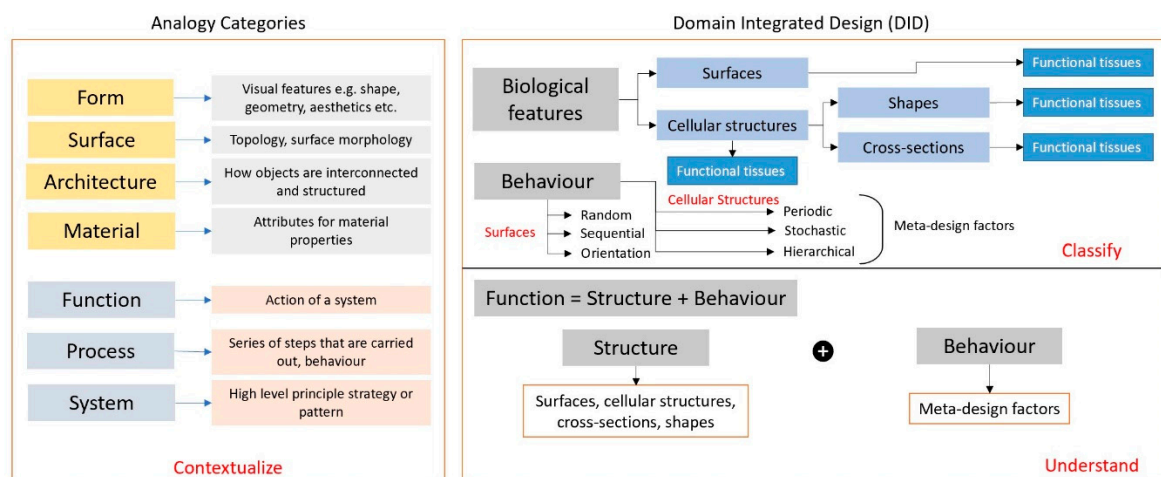 Analogy Categories
Form
Visual features e.g. shape,
geometry, aesthetics etc.
Surface
Topology, surface morphology
Architecture
How objects are interconnected
and structured
Material
Attributes for material
properties
Function
Action of a system
Process
Series of steps that are carried
out, behaviour
System
High level principle strategy or
pattern
Contextualize
Domain Integrated Design (DID)
Biological
features
Surfaces
Functional tissues
Cellular structures
Shapes
Functional tissues
Cross-sections
Functional tissues
Functional tissues
Behaviour
Surfaces
Random
Sequential
Orientation
Cellular Structures
Periodic
Stochastic
Hierarchical
Meta-design factors
Classify
Function = Structure + Behaviour
Structure
+
Behaviour
Surfaces, cellular structures,
cross-sections, shapes
Meta-design factors
Understand